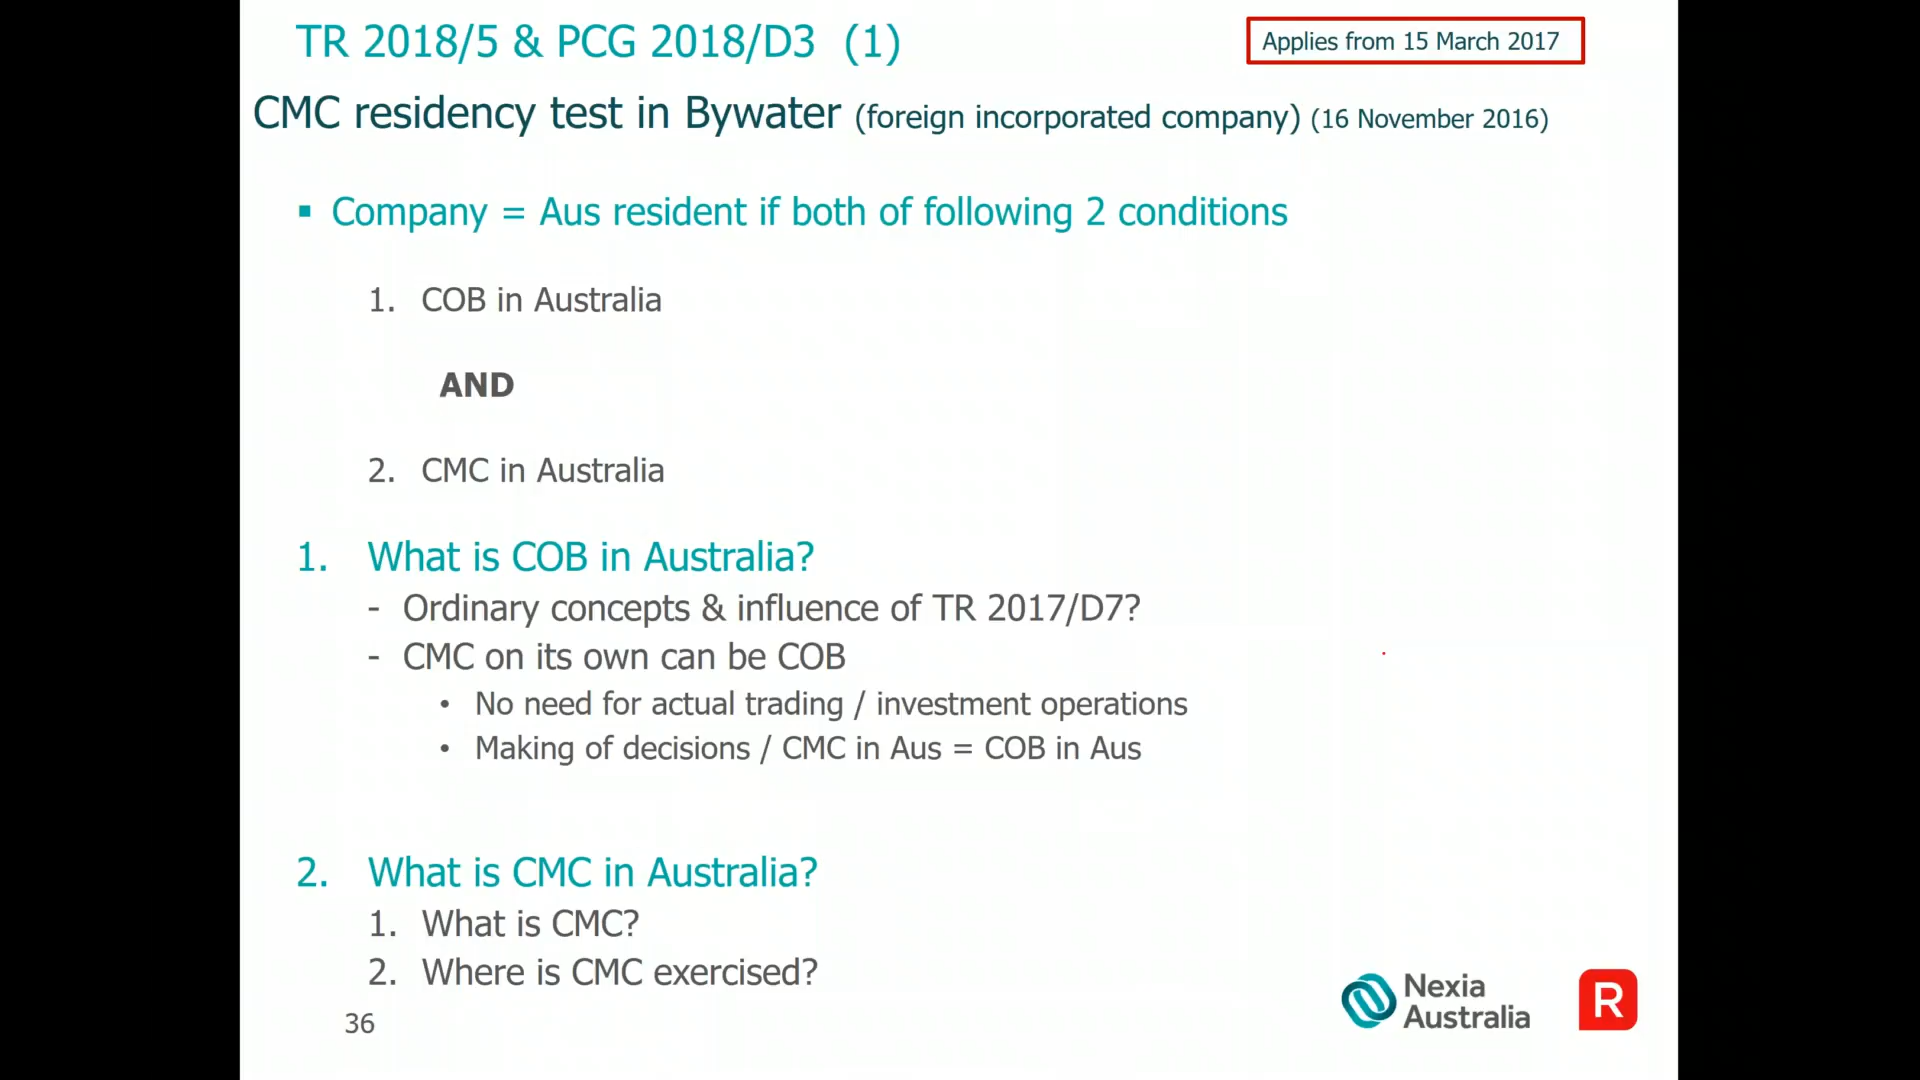 TR 2018/5 & PCG 2018/D3 (1)
Applies from 15 March 2017
CMC residency test in Bywater (foreign incorporated company) (16 November 2016)
▪ Company = Aus resident if both of following 2 conditions
1. COB in Australia
AND
2. CMC in Australia
1. What is COB in Australia?
- Ordinary concepts & influence of TR 2017/D7?
- CMC on its own can be COB
• No need for actual trading / investment operations
• Making of decisions / CMC in Aus = COB in Aus
2. What is CMC in Australia?
1. What is CMC?
2. Where is CMC exercised?
Nexia
Australia
R
36